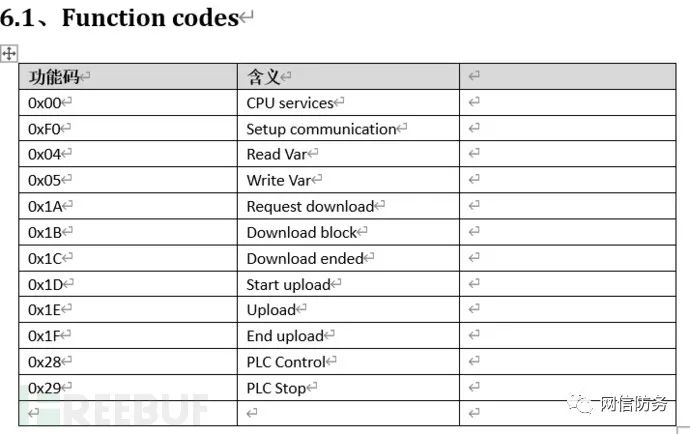 6.1、Function codes
功能码 含义
0x00 CPU services
0xF0 Setup communication
0x04 Read Var
0x05 Write Var
0x1A Request download
0x1B Download block
0x1C Download ended
0x1D Start upload
0x1E Upload
0x1F End upload
0x28 PLC Control
0x29 PLC Stop
FREEBUF
网信防务